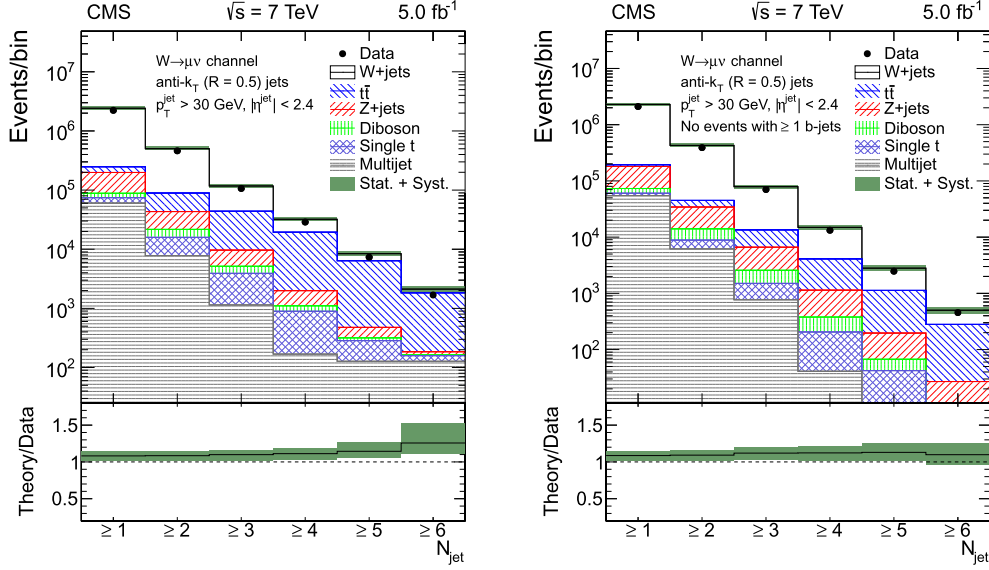 CMS √s = 7 TeV 5.0 fb⁻¹
Events/bin
W→μν channel
anti-k_T (R = 0.5) jets
p_T^jet > 30 GeV, |η^jet| < 2.4
Data
W+jets
tt̄
Z+jets
Diboson
Single t
Multijet
Stat. + Syst.
10⁷
10⁶
10⁵
10⁴
10³
10²
Theory/Data
1.5
1
0.5
≥ 1 ≥ 2 ≥ 3 ≥ 4 ≥ 5 ≥ 6
N_jet
CMS √s = 7 TeV 5.0 fb⁻¹
Events/bin
W→μν channel
anti-k_T (R = 0.5) jets
p_T^jet > 30 GeV, |η^jet| < 2.4
No events with ≥ 1 b-jets
Data
W+jets
tt̄
Z+jets
Diboson
Single t
Multijet
Stat. + Syst.
10⁷
10⁶
10⁵
10⁴
10³
10²
Theory/Data
1.5
1
0.5
≥ 1 ≥ 2 ≥ 3 ≥ 4 ≥ 5 ≥ 6
N_jet